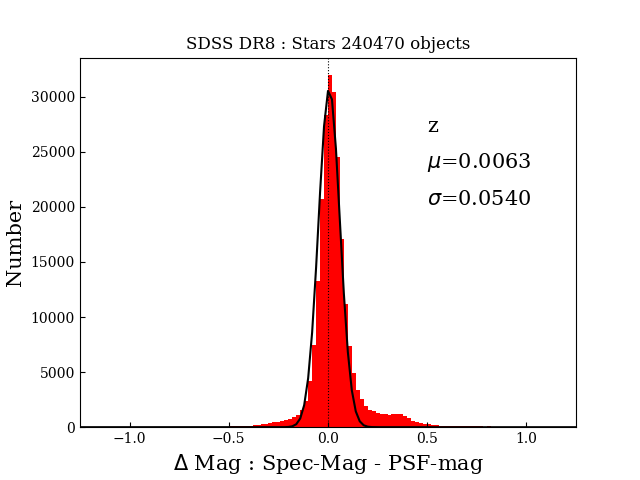 SDSS DR8 : Stars 240470 objects
30000
25000
20000
15000
10000
5000
0
Number
z
μ=0.0063
σ=0.0540
−1.0 −0.5 0.0 0.5 1.0
Δ Mag : Spec-Mag - PSF-mag